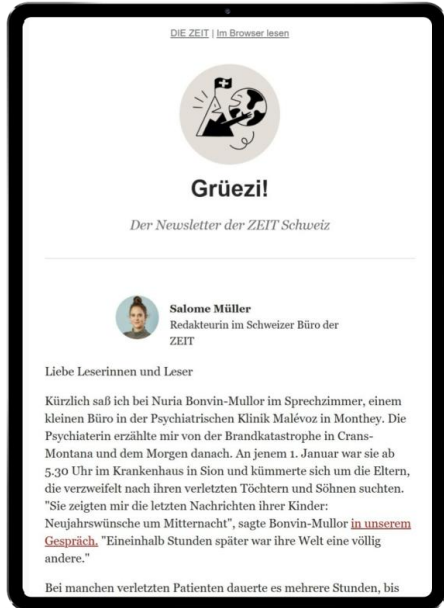 DIE ZEIT | Im Browser lesen
Grüezi!
Der Newsletter der ZEIT Schweiz
Salome Müller
Redakteurin im Schweizer Büro der
ZEIT
Liebe Leserinnen und Leser
Kürzlich saß ich bei Nuria Bonvin-Mullor im Sprechzimmer, einem
kleinen Büro in der Psychiatrischen Klinik Malévoz in Monthey. Die
Psychiaterin erzählte mir von der Brandkatastrophe in Crans-
Montana und dem Morgen danach. An jenem 1. Januar war sie ab
5.30 Uhr im Krankenhaus in Sion und kümmerte sich um die Eltern,
die verzweifelt nach ihren verletzten Töchtern und Söhnen suchten.
"Sie zeigten mir die letzten Nachrichten ihrer Kinder:
Neujahrswünsche um Mitternacht", sagte Bonvin-Mullor in unserem
Gespräch. "Eineinhalb Stunden später war ihre Welt eine völlig
andere."
Bei manchen verletzten Patienten dauerte es mehrere Stunden, bis